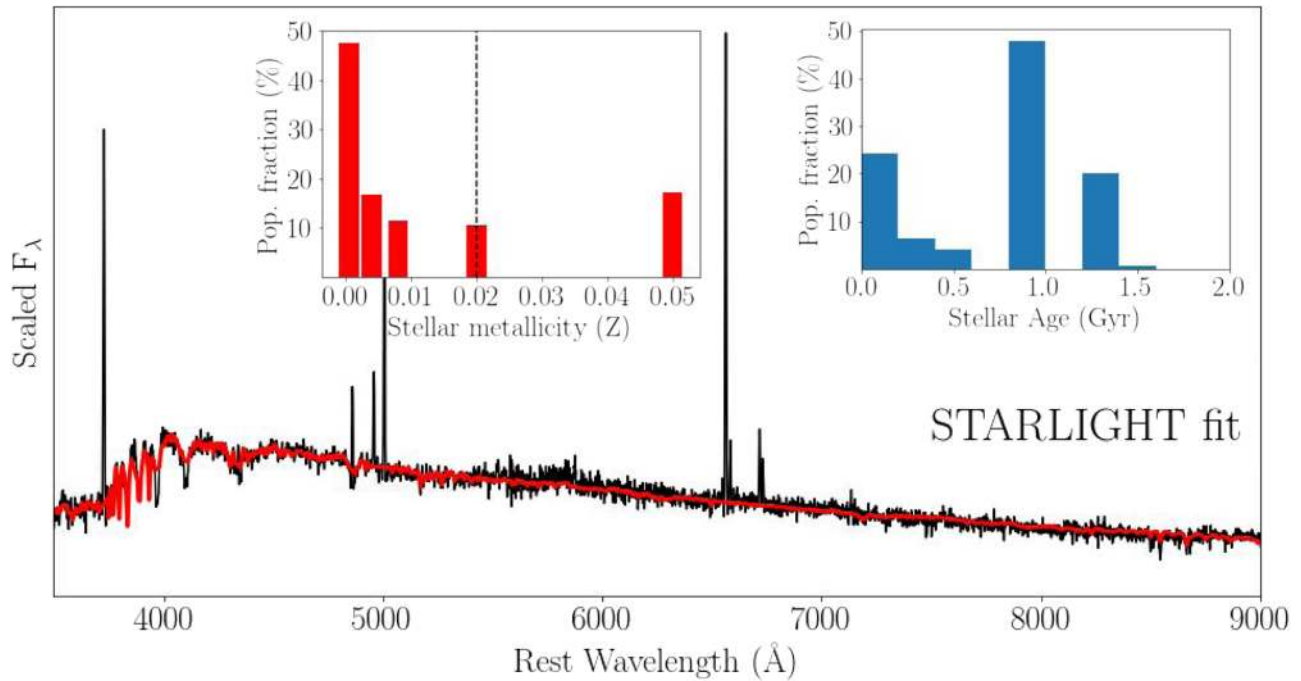 50
40
30
20
10
Pop. fraction (%)
0.00 0.01 0.02 0.03 0.04 0.05
Stellar metallicity (Z)
50
40
30
20
10
Pop. fraction (%)
0.0 0.5 1.0 1.5 2.0
Stellar Age (Gyr)
Scaled F_λ
STARLIGHT fit
4000 5000 6000 7000 8000 9000
Rest Wavelength (Å)